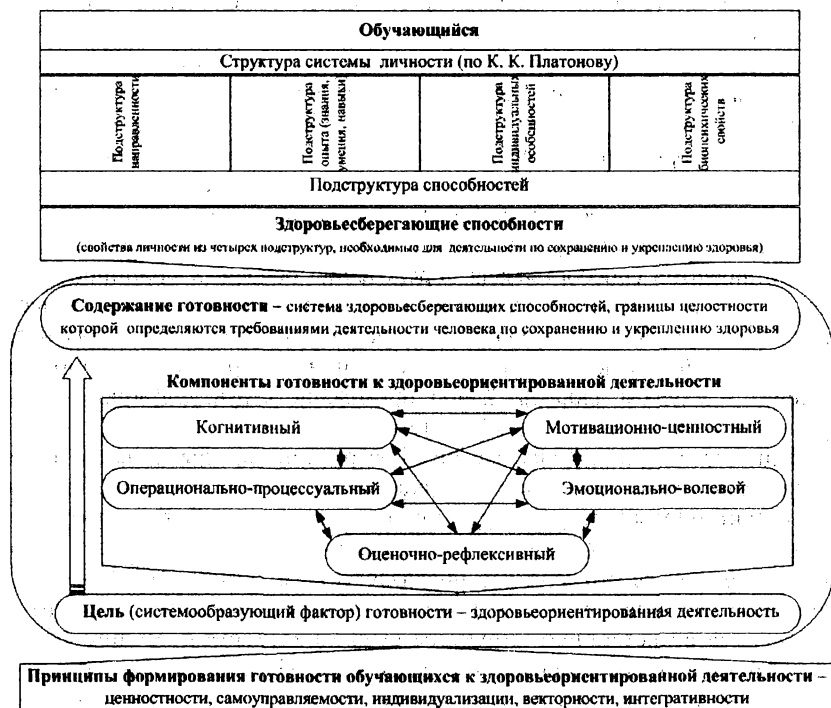 Обучающийся
Структура системы личности (по К. К. Платонову)
Подструктура
направленности
Подструктура
опыта (знания,
умения, навыки)
Подструктура
индивидуальных
особенностей
Подструктура
биопсихических
свойств
Подструктура способностей
Здоровьесберегающие способности
(свойства личности из четырех подструктур, необходимые для деятельности по сохранению и укреплению здоровья)
Содержание готовности – система здоровьесберегающих способностей, границы целостности
которой определяются требованиями деятельности человека по сохранению и укреплению здоровья
Компоненты готовности к здоровьеориентированной деятельности
Когнитивный
Мотивационно-ценностный
Операционально-процессуальный
Эмоционально-волевой
Оценочно-рефлексивный
Цель (системообразующий фактор) готовности – здоровьеориентированная деятельность
Принципы формирования готовности обучающихся к здоровьеориентированной деятельности –
ценностности, самоуправляемости, индивидуализации, векторности, интегративности